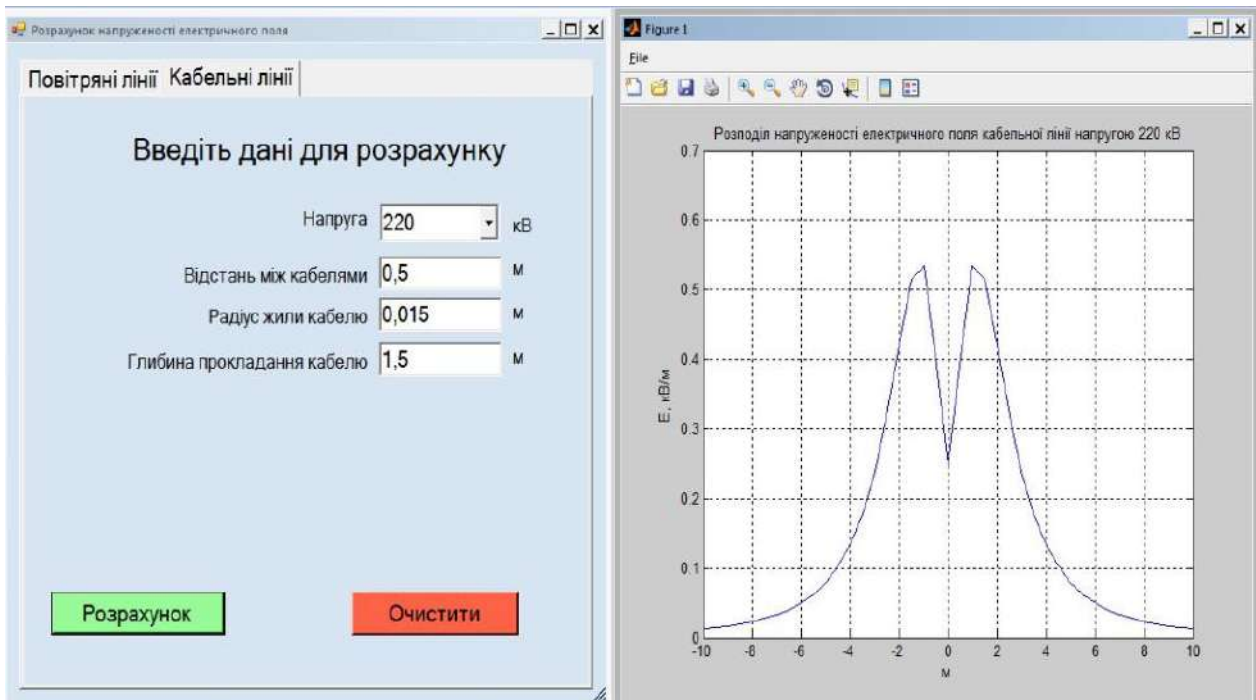 Розрахунок напруженості електричного поля
Повітряні лінії Кабельні лінії
Введіть дані для розрахунку
Напруга 220 кВ
Відстань між кабелями 0,5 м
Радіус жили кабелю 0,015 м
Глибина прокладання кабелю 1,5 м
Розрахунок Очистити
Figure 1
File
Розподіл напруженості електричного поля кабельної лінії напругою 220 кВ
0.7
0.6
0.5
0.4
0.3
0.2
0.1
0
E, кВ/м
-10 -8 -6 -4 -2 0 2 4 6 8 10
м